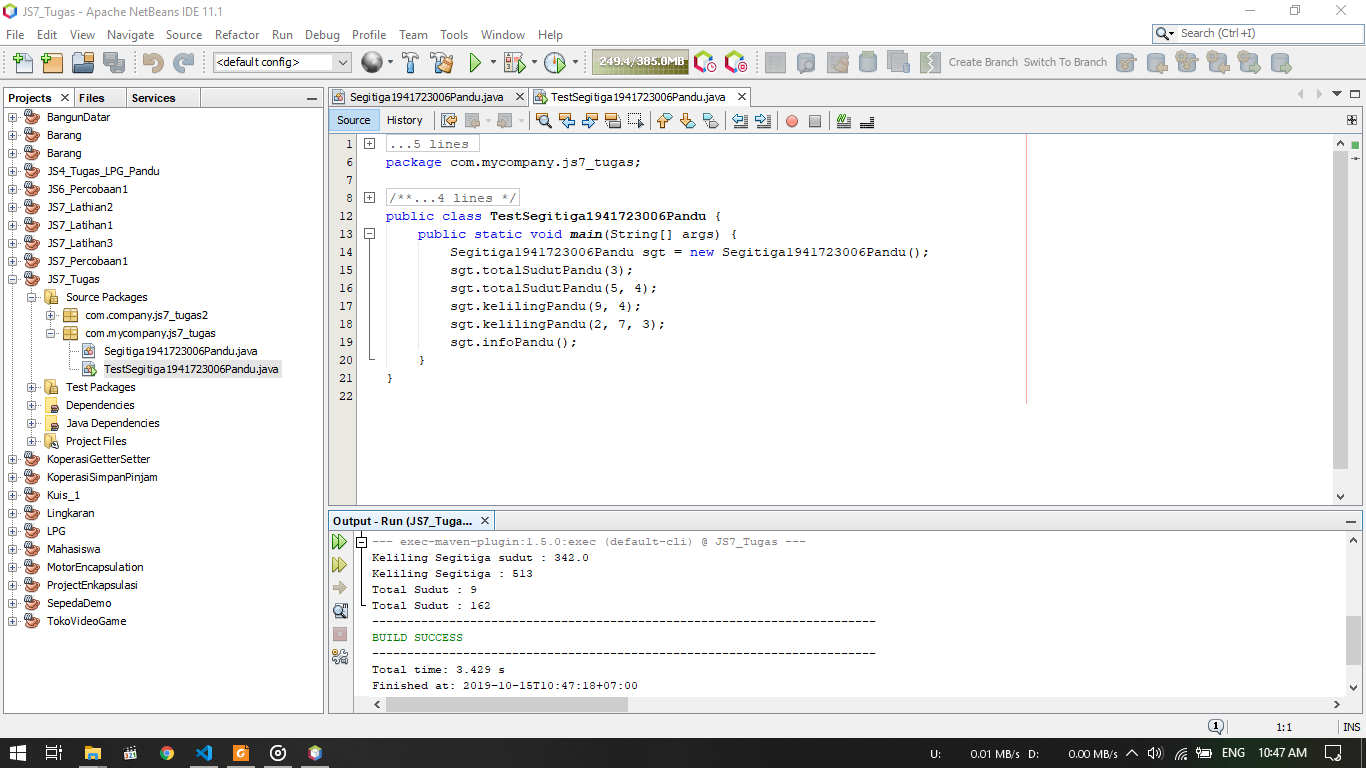 JS7_Tugas - Apache NetBeans IDE 11.1
File Edit View Navigate Source Refactor Run Debug Profile Team Tools Window Help
Search (Ctrl+I)
<default config>
249.4/385.0MB
Create Branch Switch To Branch
Projects Files Services
BangunDatar
Barang
Barang
JS4_Tugas_LPG_Pandu
JS6_Percobaan1
JS7_Lathian2
JS7_Latihan1
JS7_Latihan3
JS7_Percobaan1
JS7_Tugas
Source Packages
com.company.js7_tugas2
com.mycompany.js7_tugas
Segitiga1941723006Pandu.java
TestSegitiga1941723006Pandu.java
Test Packages
Dependencies
Java Dependencies
Project Files
KoperasiGetterSetter
KoperasiSimpanPinjam
Kuis_1
Lingkaran
LPG
Mahasiswa
MotorEncapsulation
ProjectEnkapsulasi
SepedaDemo
TokoVideoGame
Segitiga1941723006Pandu.java TestSegitiga1941723006Pandu.java
Source History
1 ...5 lines
6 package com.mycompany.js7_tugas;
7
8 /**...4 lines */
12 public class TestSegitiga1941723006Pandu {
13 public static void main(String[] args) {
14 Segitiga1941723006Pandu sgt = new Segitiga1941723006Pandu();
15 sgt.totalSudutPandu(3);
16 sgt.totalSudutPandu(5, 4);
17 sgt.kelilingPandu(9, 4);
18 sgt.kelilingPandu(2, 7, 3);
19 sgt.infoPandu();
20 }
21 }
22
Output - Run (JS7_Tuga...
--- exec-maven-plugin:1.5.0:exec (default-cli) @ JS7_Tugas ---
Keliling Segitiga sudut : 342.0
Keliling Segitiga : 513
Total Sudut : 9
Total Sudut : 162
------------------------------------------------------------------------
BUILD SUCCESS
------------------------------------------------------------------------
Total time: 3.429 s
Finished at: 2019-10-15T10:47:18+07:00
1 1:1 INS
U: 0.01 MB/s D: 0.00 MB/s ENG 10:47 AM